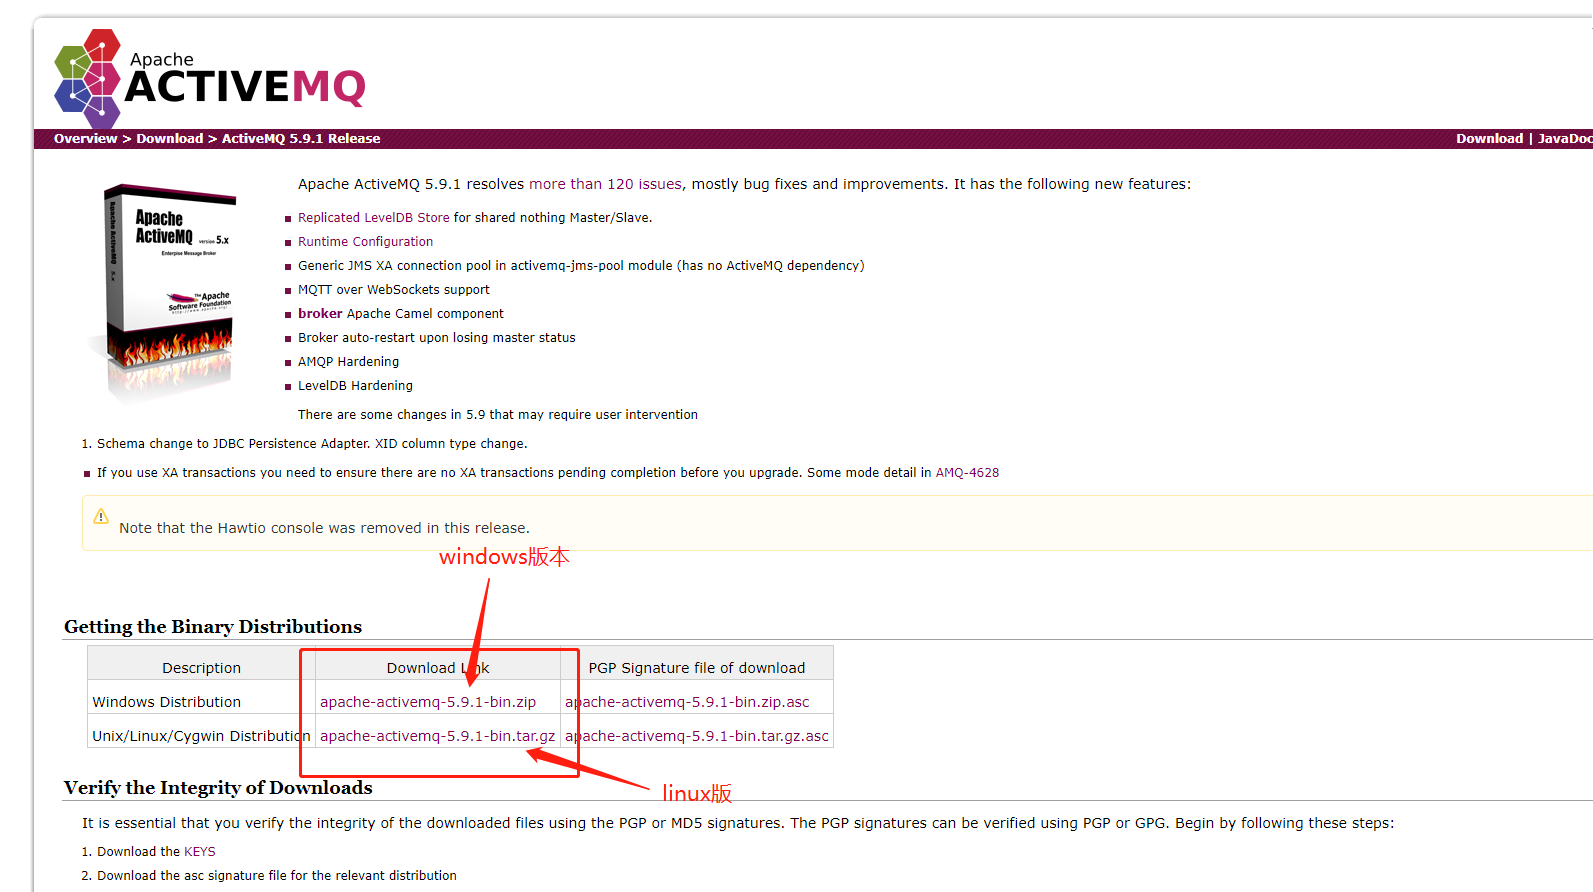 Apache
ACTIVEMQ
Overview > Download > ActiveMQ 5.9.1 Release
Download | JavaDoc
Apache ActiveMQ 5.x
Apache
ActiveMQ version 5.x
Enterprise Message Broker
The Apache
Software Foundation
http://www.apache.org/
Apache ActiveMQ 5.9.1 resolves more than 120 issues, mostly bug fixes and improvements. It has the following new features:
Replicated LevelDB Store for shared nothing Master/Slave.
Runtime Configuration
Generic JMS XA connection pool in activemq-jms-pool module (has no ActiveMQ dependency)
MQTT over WebSockets support
broker Apache Camel component
Broker auto-restart upon losing master status
AMQP Hardening
LevelDB Hardening
There are some changes in 5.9 that may require user intervention
1. Schema change to JDBC Persistence Adapter. XID column type change.
If you use XA transactions you need to ensure there are no XA transactions pending completion before you upgrade. Some mode detail in AMQ-4628
Note that the Hawtio console was removed in this release.
windows版本
Getting the Binary Distributions
Description Download Link PGP Signature file of download
Windows Distribution apache-activemq-5.9.1-bin.zip apache-activemq-5.9.1-bin.zip.asc
Unix/Linux/Cygwin Distribution apache-activemq-5.9.1-bin.tar.gz apache-activemq-5.9.1-bin.tar.gz.asc
linux版
Verify the Integrity of Downloads
It is essential that you verify the integrity of the downloaded files using the PGP or MD5 signatures. The PGP signatures can be verified using PGP or GPG. Begin by following these steps:
1. Download the KEYS
2. Download the asc signature file for the relevant distribution